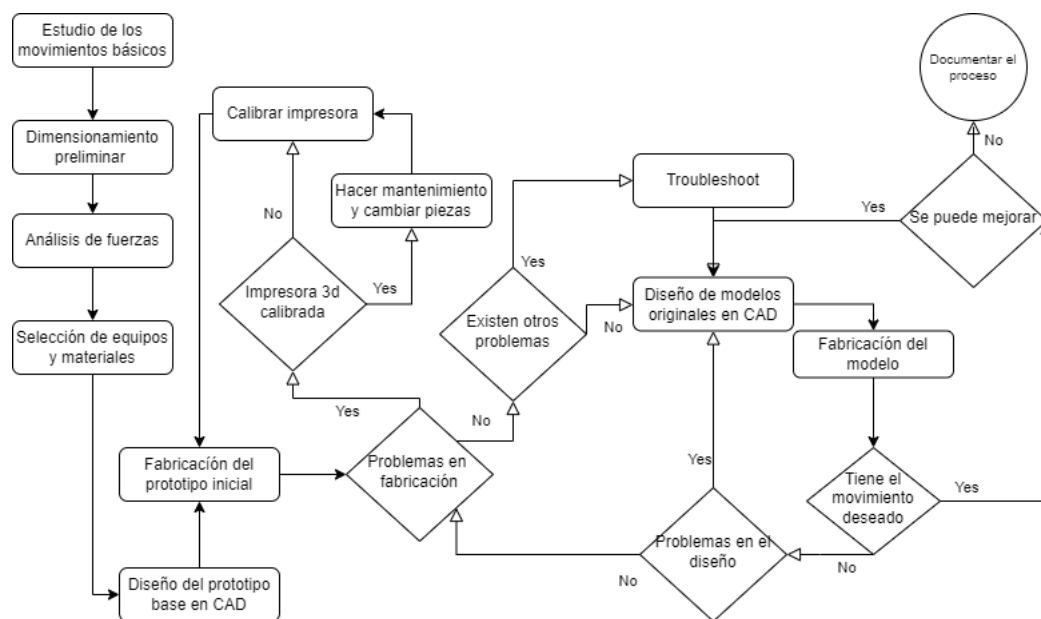 Estudio de los
movimientos básicos
Dimensionamiento
preliminar
Análisis de fuerzas
Selección de equipos
y materiales
Diseño del prototipo
base en CAD
Fabricacíón del
prototipo inicial
Calibrar impresora
Hacer mantenimiento
y cambiar piezas
No
Yes
Impresora 3d
calibrada
Yes
Problemas en
fabricación
No
Existen otros
problemas
Yes
No
Troubleshoot
Diseño de modelos
originales en CAD
Fabricacíón del
modelo
Tiene el
movimiento
deseado
Yes
No
Problemas en el
diseño
Yes
No
Se puede mejorar
Yes
No
Documentar el
proceso